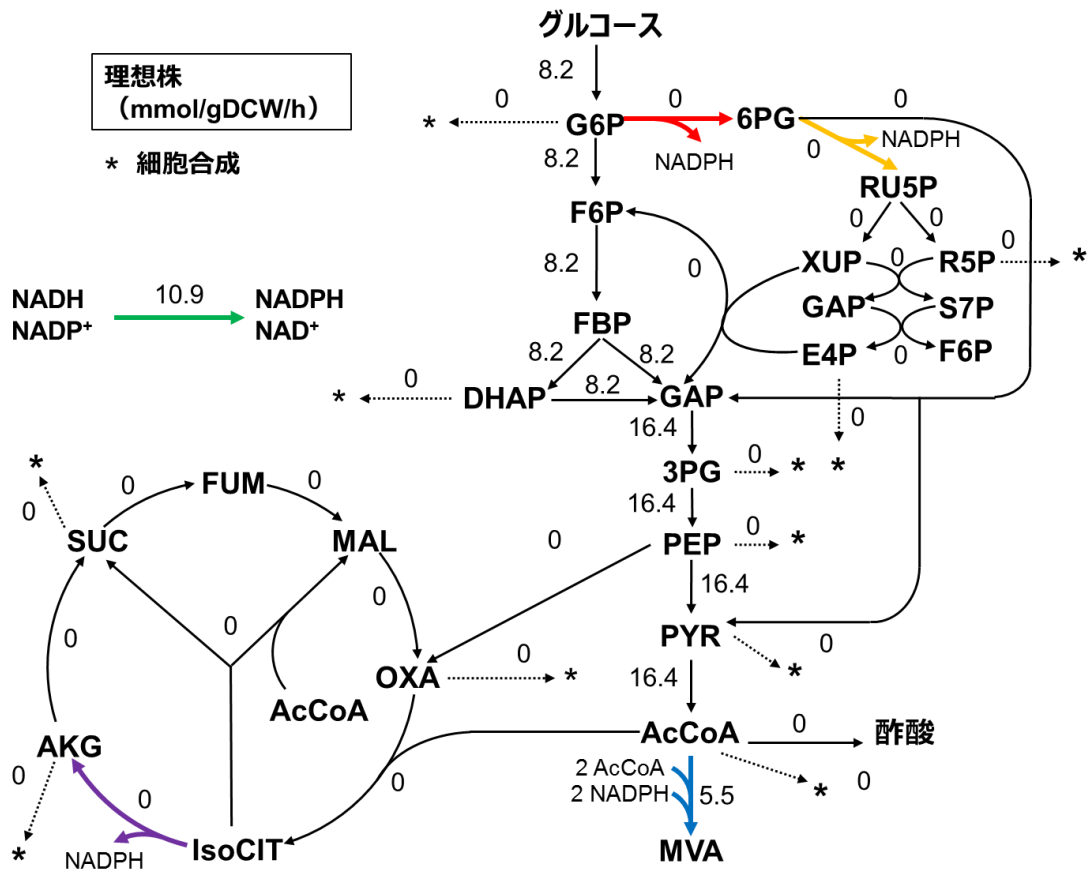 グルコース
理想株
（mmol/gDCW/h）
* 細胞合成
8.2
* 0 G6P 0 6PG 0
NADPH
0 NADPH
8.2
RU5P
F6P
0 0
8.2
0
XUP 0 R5P 0 *
GAP S7P
E4P 0 F6P
NADH 10.9 NADPH
NADP+ NAD+
FBP
8.2 8.2
* 0 DHAP 8.2 GAP
0
16.4
3PG 0 * *
16.4
PEP 0 *
0
16.4
PYR 0
*
16.4
AcCoA 0 酢酸
* 0
2 AcCoA
2 NADPH 5.5
MVA
* 0 FUM 0
0 SUC MAL
0 0 0
OXA 0 *
AcCoA
AKG
0 0 0
* IsoCIT
NADPH